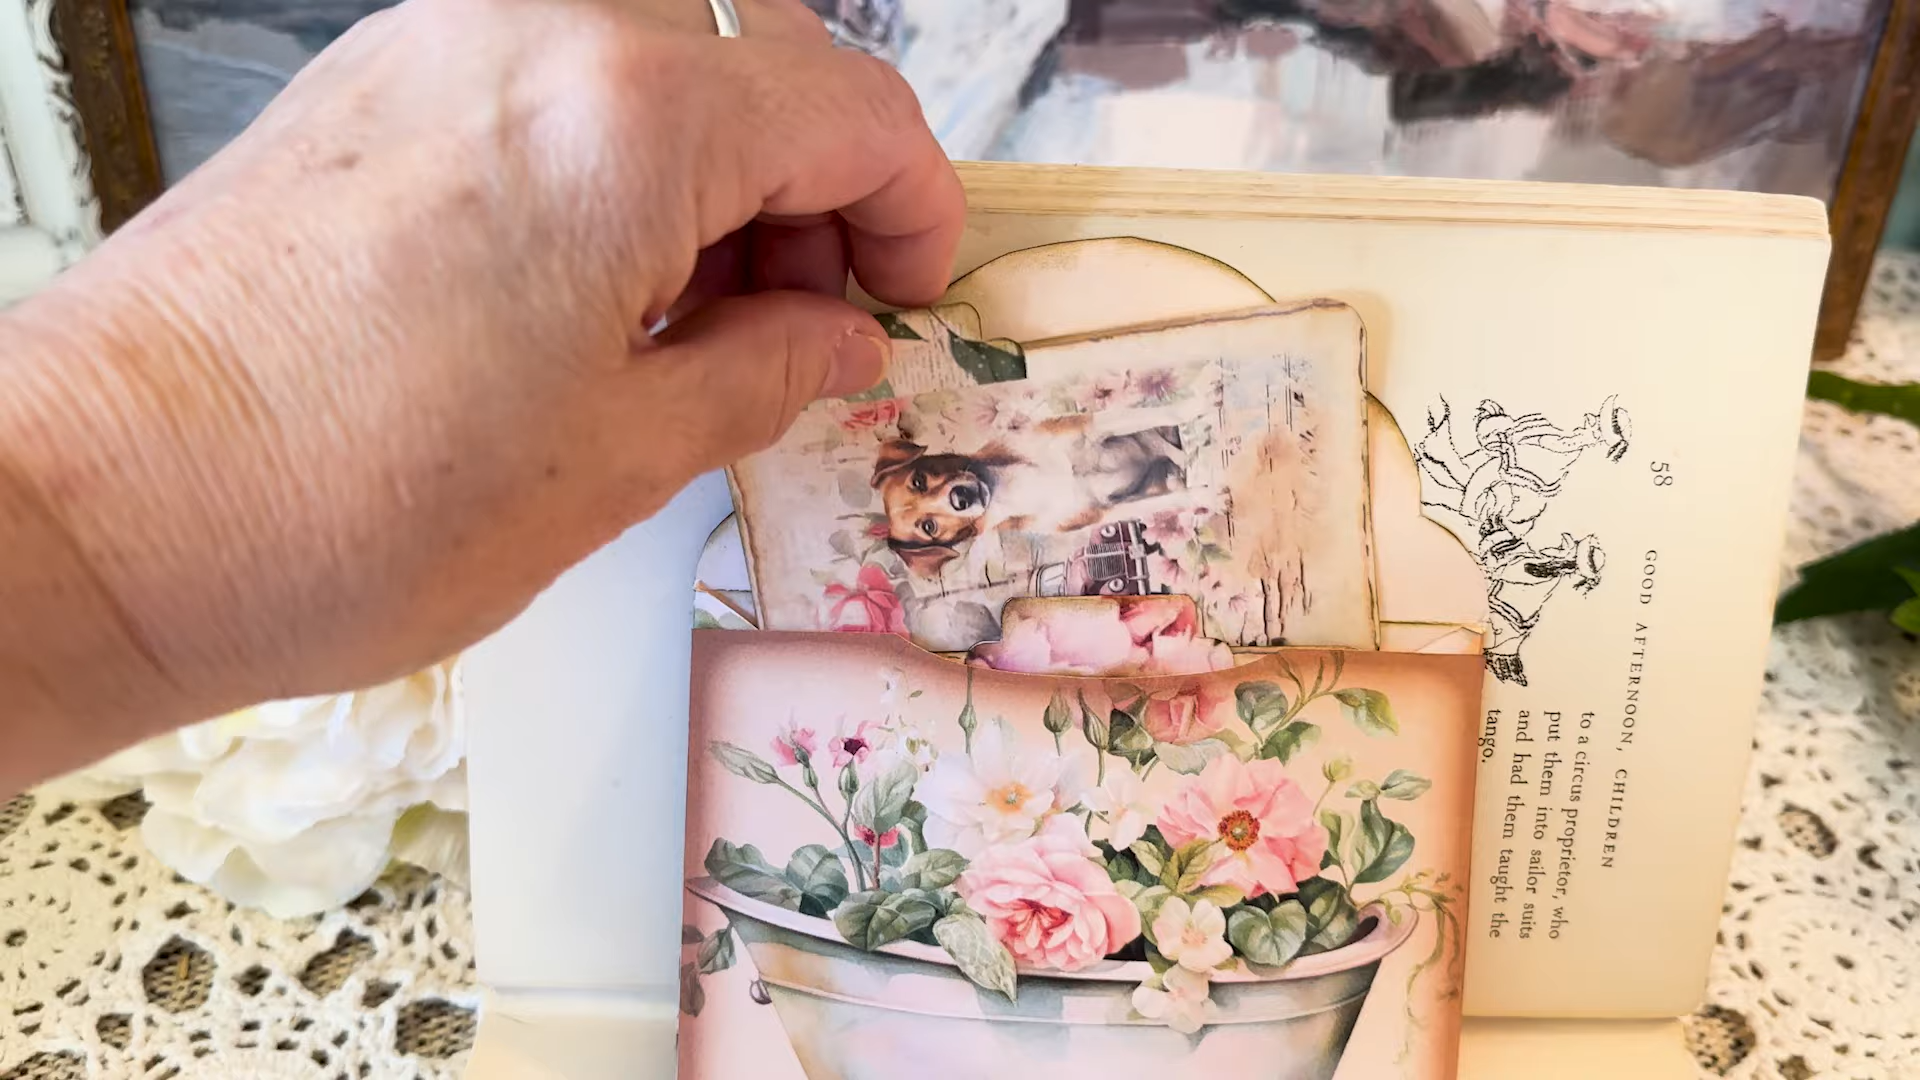 58
GOOD AFTERNOON, CHILDREN
to a circus proprietor, who
put them into sailor suits
and had them taught the
tango.